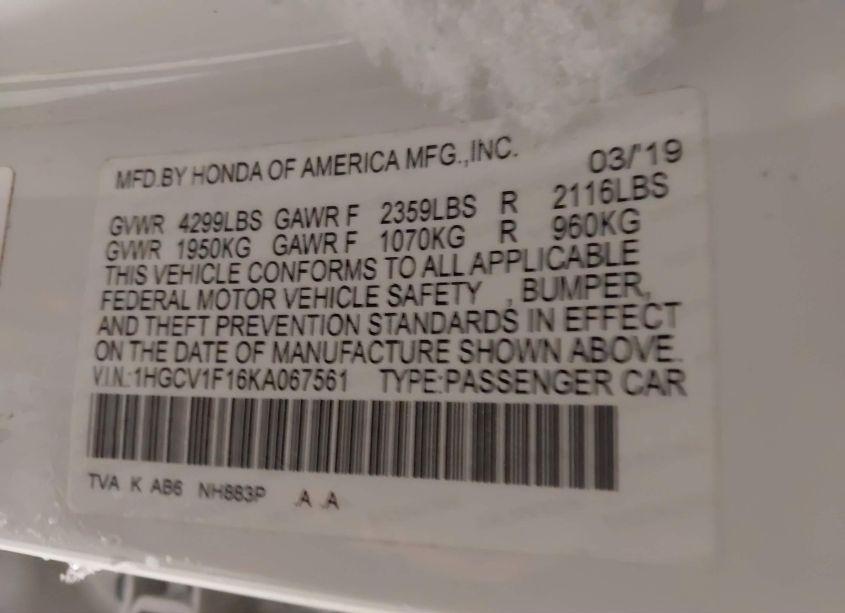 MFD.BY HONDA OF AMERICA MFG.,INC. 03/'19
GVWR 4299LBS GAWR F 2359LBS R 2116LBS
GVWR 1950KG GAWR F 1070KG R 960KG
THIS VEHICLE CONFORMS TO ALL APPLICABLE
FEDERAL MOTOR VEHICLE SAFETY , BUMPER,
AND THEFT PREVENTION STANDARDS IN EFFECT
ON THE DATE OF MANUFACTURE SHOWN ABOVE.
V.I.N.:1HGCV1F16KA067561 TYPE:PASSENGER CAR
TVA K AB6 NH883P .A .A